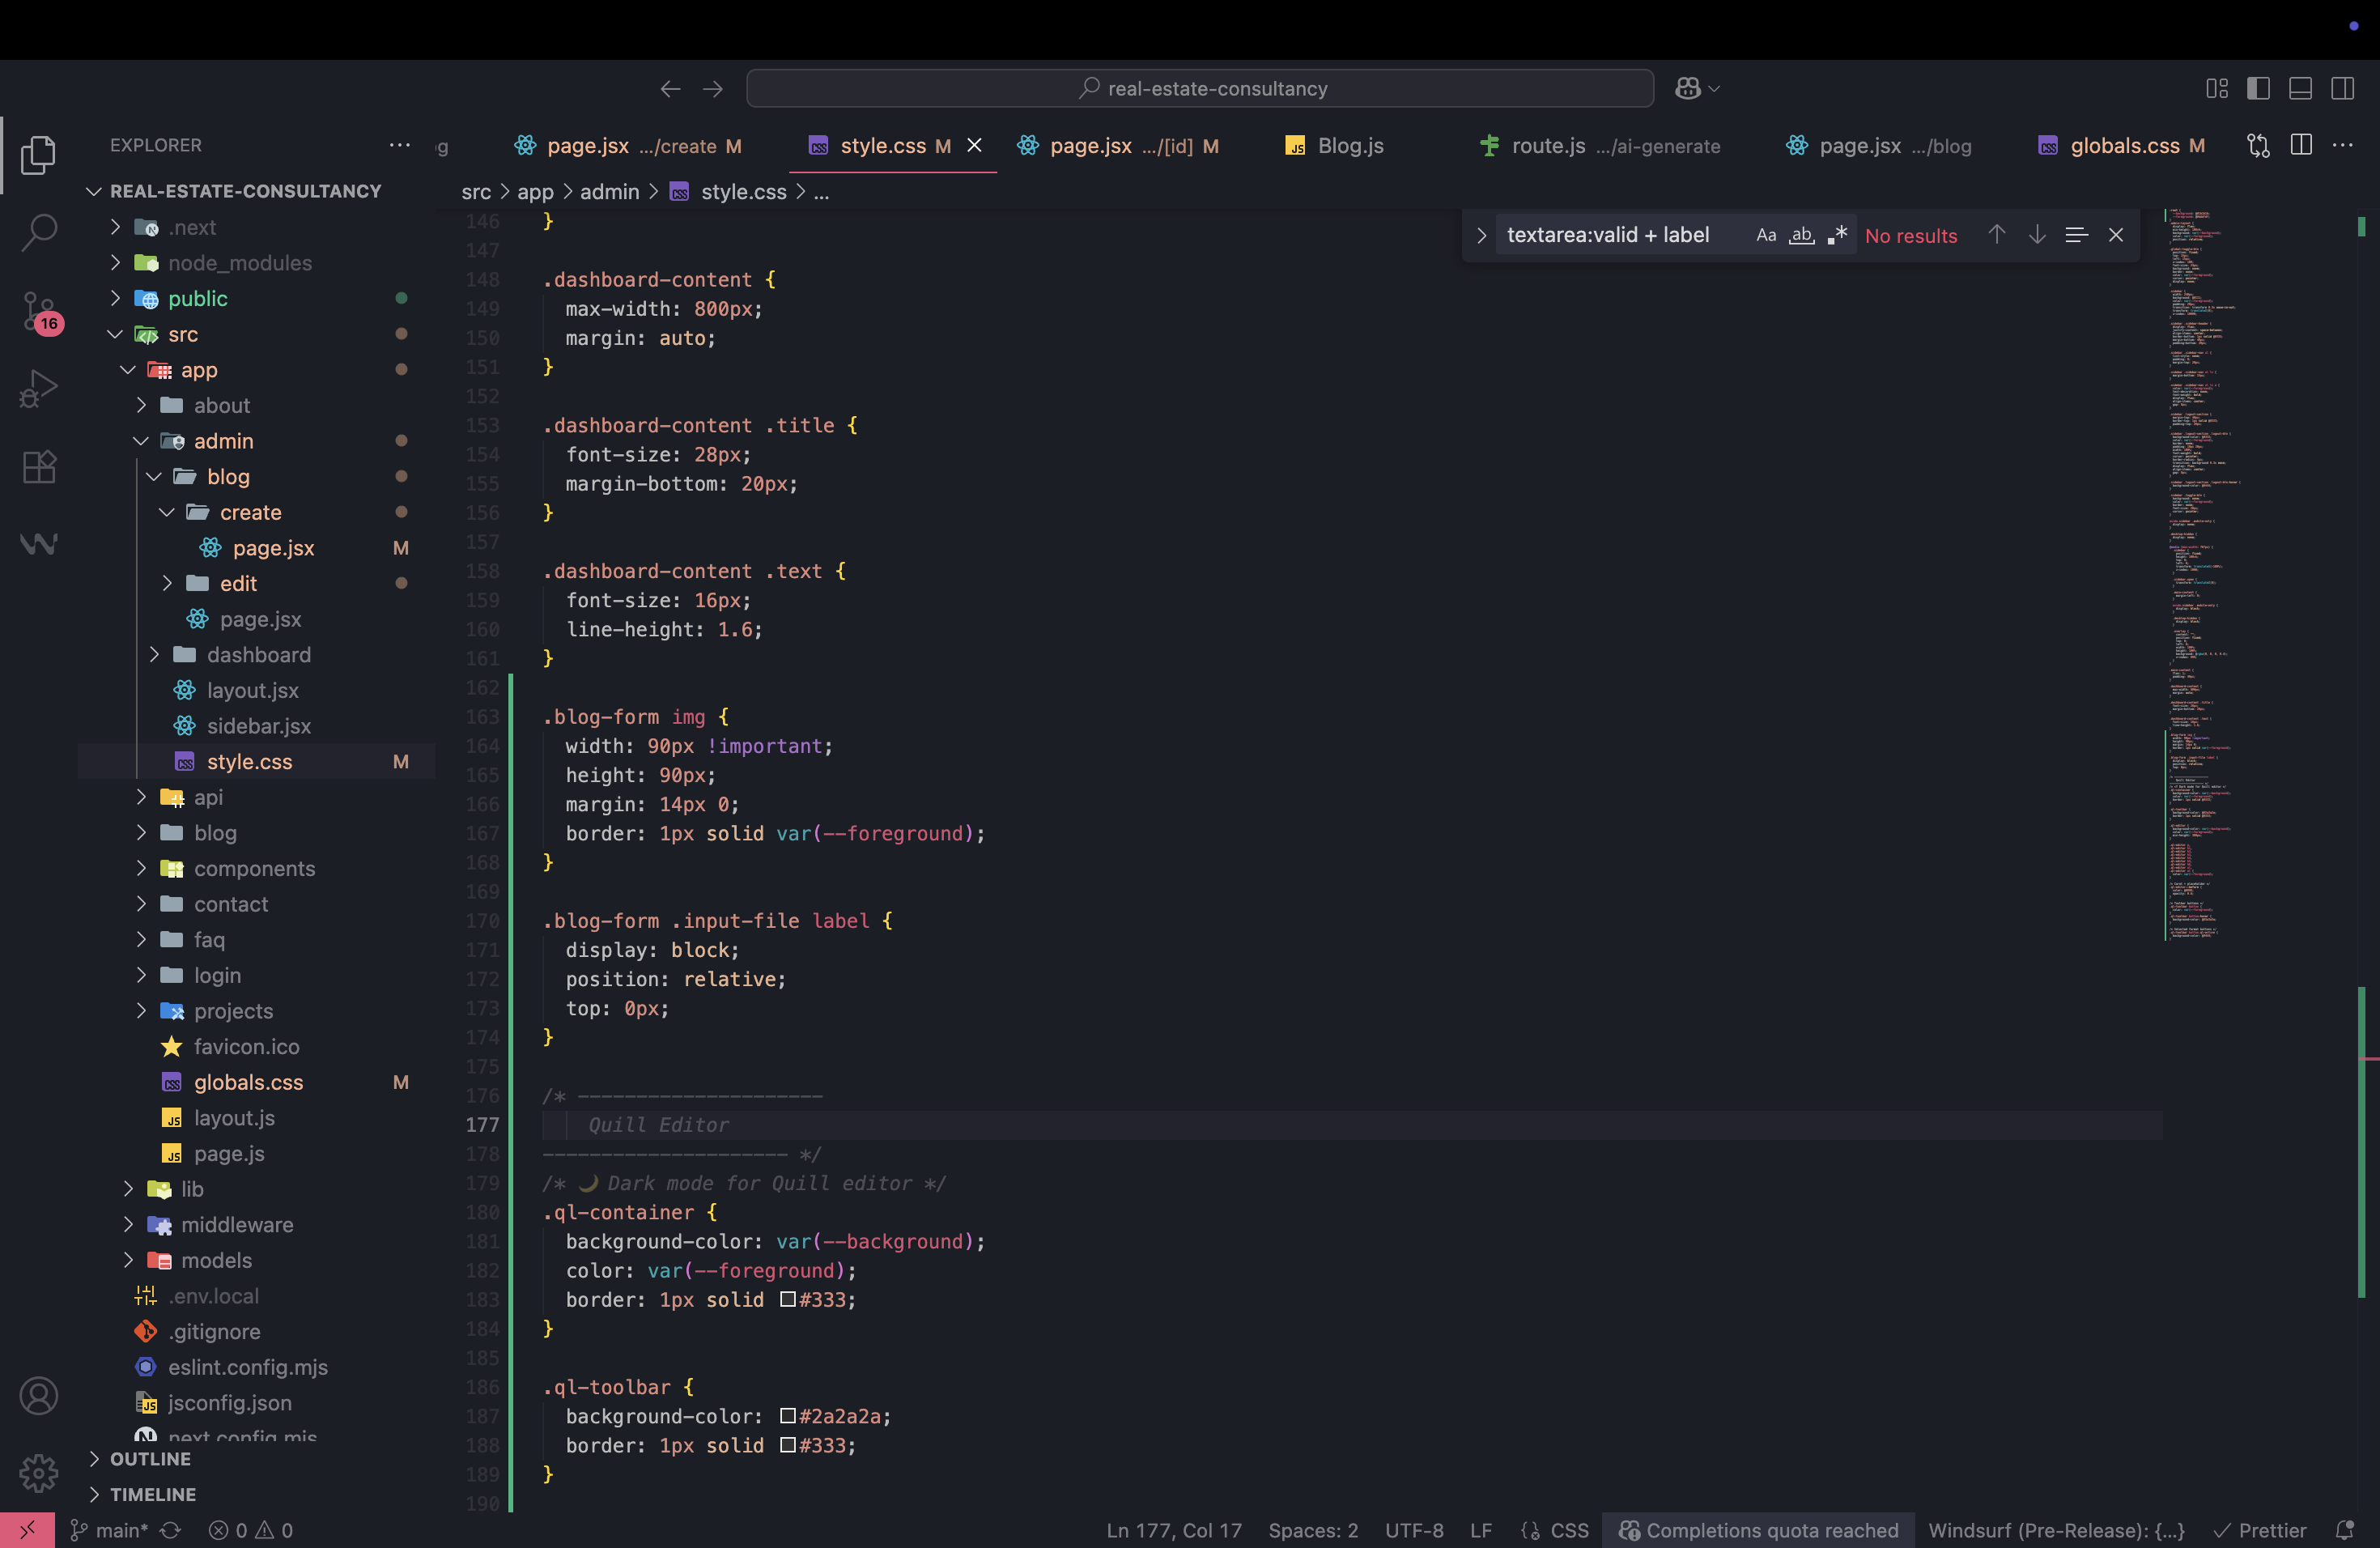 real-estate-consultancy
EXPLORER
g
page.jsx .../create M
style.css M
page.jsx .../[id] M
Blog.js
route.js .../ai-generate
page.jsx .../blog
globals.css M
REAL-ESTATE-CONSULTANCY
src > app > admin > style.css > ...
textarea:valid + label
Aa
ab
.*
No results
.next
node_modules
public
src
app
about
admin
blog
create
page.jsx M
edit
page.jsx
dashboard
layout.jsx
sidebar.jsx
style.css M
api
blog
components
contact
faq
login
projects
favicon.ico
globals.css M
layout.js
page.js
lib
middleware
models
.env.local
.gitignore
eslint.config.mjs
jsconfig.json
next.config.mjs
OUTLINE
TIMELINE
16
146 }
147
148 .dashboard-content {
149 max-width: 800px;
150 margin: auto;
151 }
152
153 .dashboard-content .title {
154 font-size: 28px;
155 margin-bottom: 20px;
156 }
157
158 .dashboard-content .text {
159 font-size: 16px;
160 line-height: 1.6;
161 }
162
163 .blog-form img {
164 width: 90px !important;
165 height: 90px;
166 margin: 14px 0;
167 border: 1px solid var(--foreground);
168 }
169
170 .blog-form .input-file label {
171 display: block;
172 position: relative;
173 top: 0px;
174 }
175
176 /* ---------------------
177 Quill Editor
178 --------------------- */
179 /* 🌙 Dark mode for Quill editor */
180 .ql-container {
181 background-color: var(--background);
182 color: var(--foreground);
183 border: 1px solid #333;
184 }
185
186 .ql-toolbar {
187 background-color: #2a2a2a;
188 border: 1px solid #333;
189 }
190
main*
0
0
Ln 177, Col 17
Spaces: 2
UTF-8
LF
CSS
Completions quota reached
Windsurf (Pre-Release): {...}
Prettier